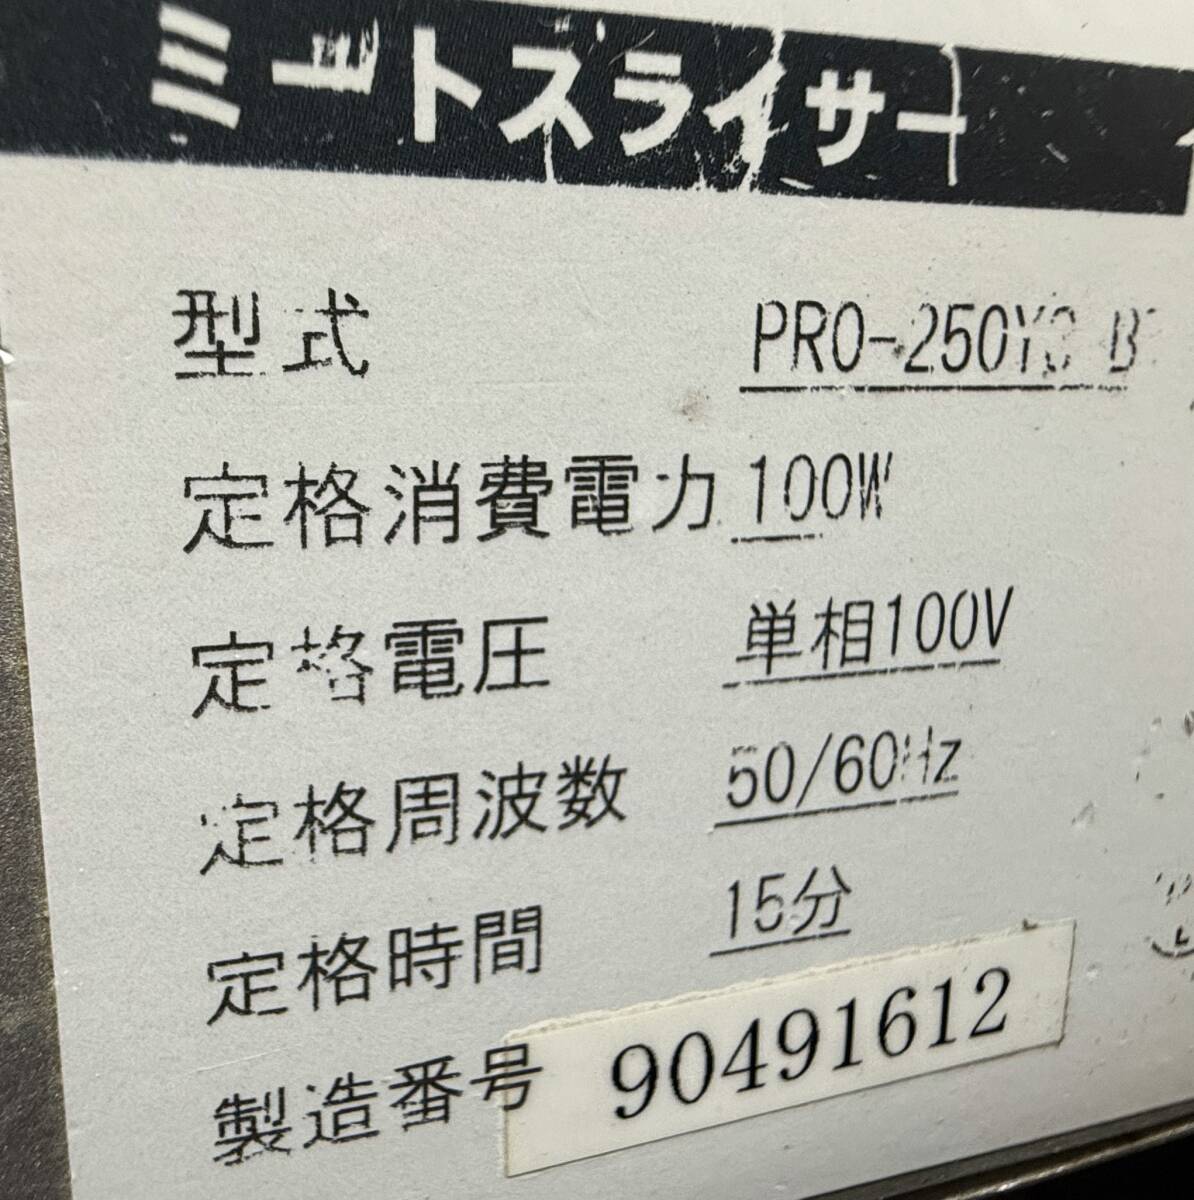 ミートスライサー
型式 PRO-250Y
定格消費電力 100W
定格電圧 単相100V
定格周波数 50/60Hz
定格時間 15分
製造番号 90491612